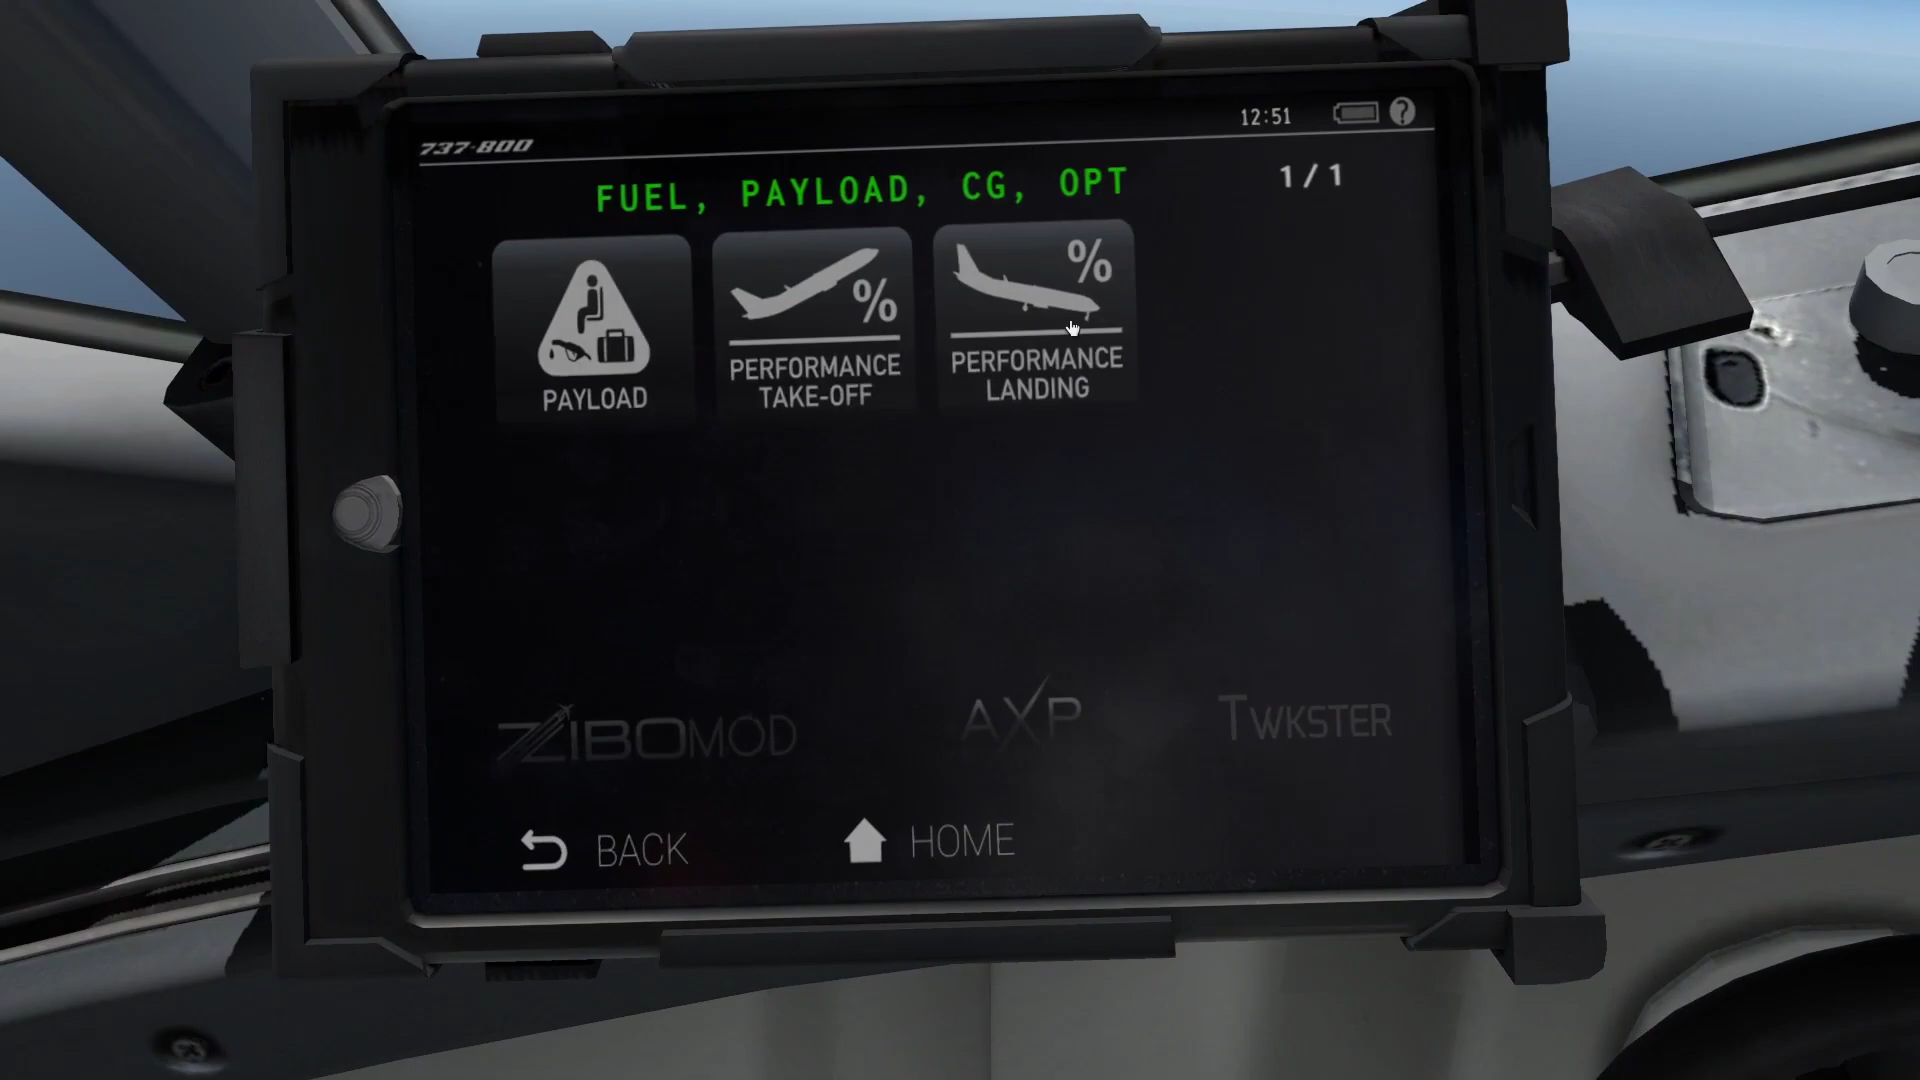 737-800
12:51
?
FUEL, PAYLOAD, CG, OPT
1/1
PAYLOAD
%
PERFORMANCE
TAKE-OFF
%
PERFORMANCE
LANDING
ZIBOMOD
AXP
TWKSTER
BACK
HOME